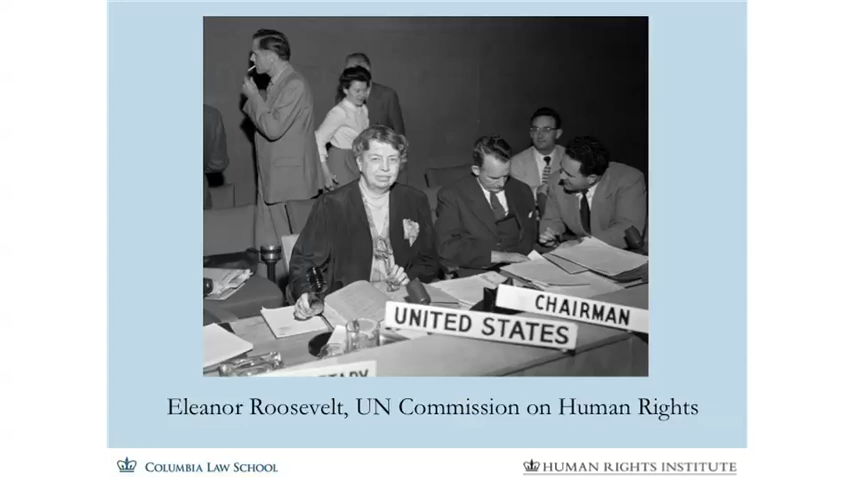 CHAIRMAN
UNITED STATES
Eleanor Roosevelt, UN Commission on Human Rights
COLUMBIA LAW SCHOOL
HUMAN RIGHTS INSTITUTE